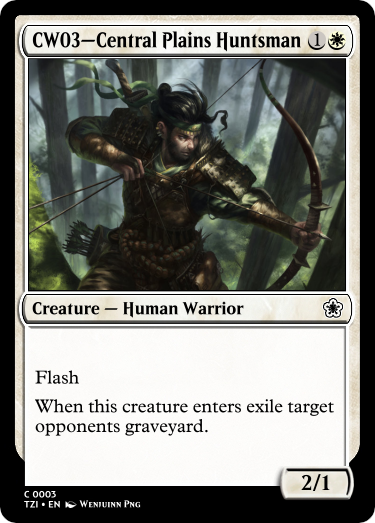 CW03—Central Plains Huntsman 1
Creature — Human Warrior
Flash
When this creature enters exile target
opponents graveyard.
2/1
C 0003
TZI • EN Wenjuinn Png